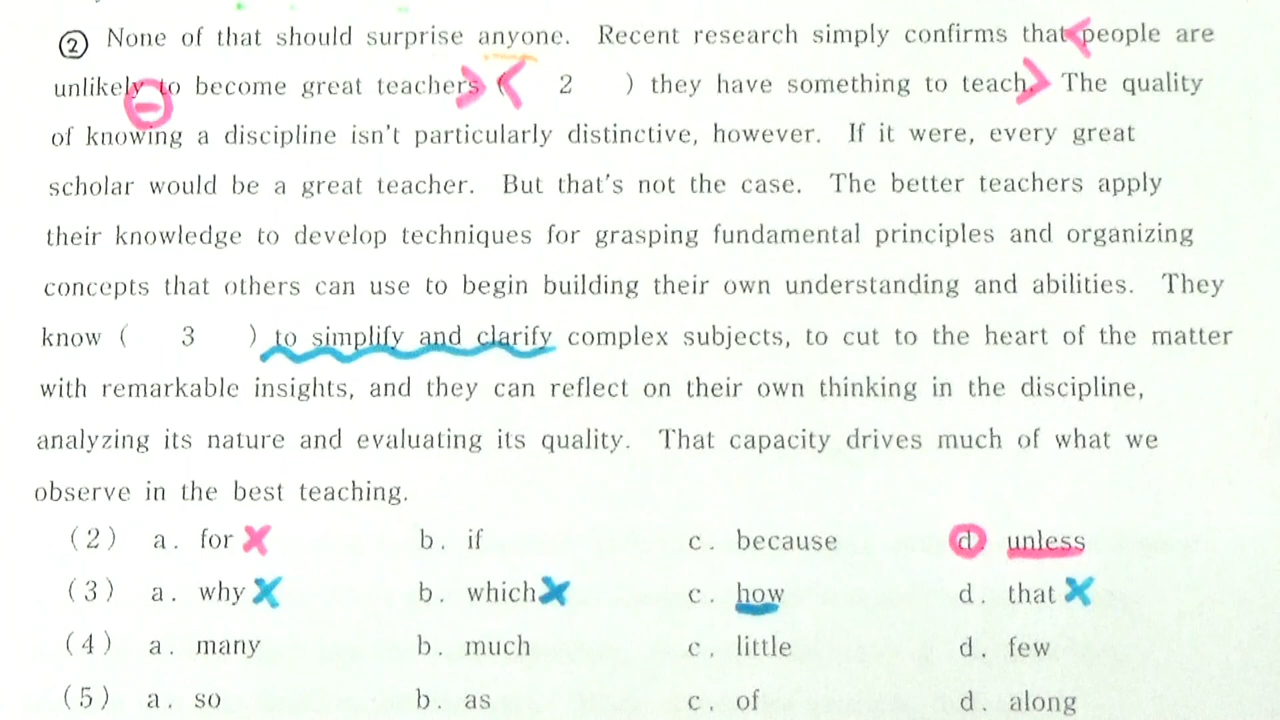 ② None of that should surprise anyone. Recent research simply confirms that people are
unlikely to become great teachers ( 2 ) they have something to teach. The quality
of knowing a discipline isn't particularly distinctive, however. If it were, every great
scholar would be a great teacher. But that's not the case. The better teachers apply
their knowledge to develop techniques for grasping fundamental principles and organizing
concepts that others can use to begin building their own understanding and abilities. They
know ( 3 ) to simplify and clarify complex subjects, to cut to the heart of the matter
with remarkable insights, and they can reflect on their own thinking in the discipline,
analyzing its nature and evaluating its quality. That capacity drives much of what we
observe in the best teaching.
(2) a. for b. if c. because d. unless
(3) a. why b. which c. how d. that
(4) a. many b. much c. little d. few
(5) a. so b. as c. of d. along